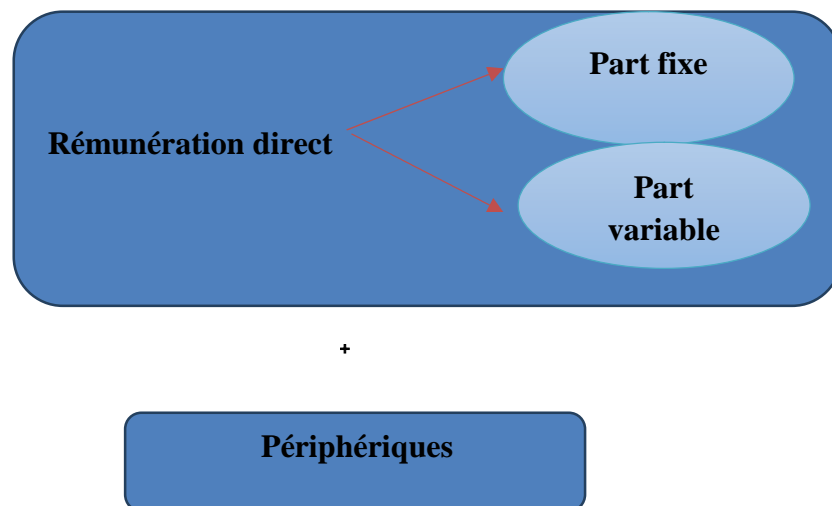 Part fixe
Rémunération direct
Part
variable
+
Périphériques